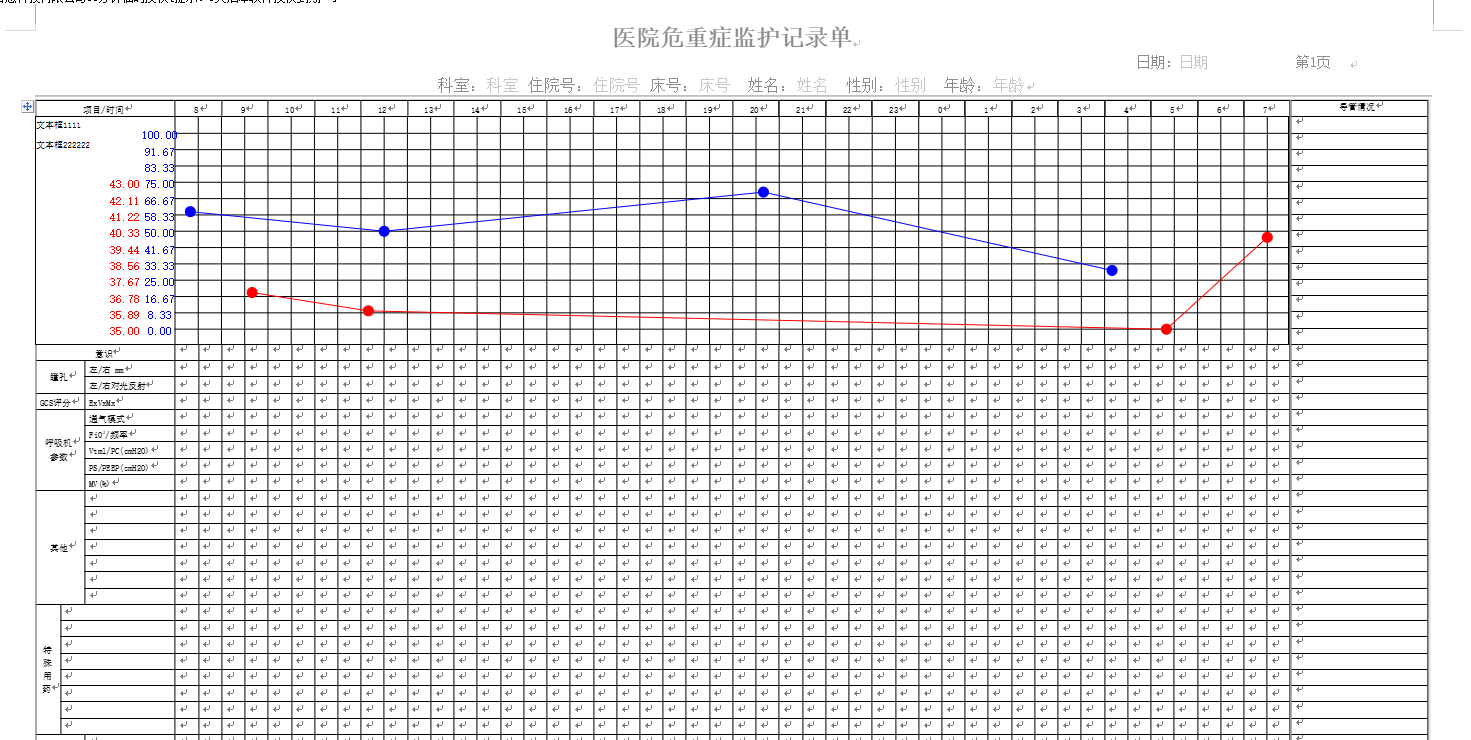 医院危重症监护记录单
日期：日期 第1页
科室：科室 住院号：住院号 床号：床号 姓名：姓名 性别：性别 年龄：年龄
项目/时间 8 9 10 11 12 13 14 15 16 17 18 19 20 21 22 23 0 1 2 3 4 5 6 7 导管情况
文本框1111
100.00
文本框222222
91.67
83.33
43.00 75.00
42.11 66.67
41.22 58.33
40.33 50.00
39.44 41.67
38.56 33.33
37.67 25.00
36.78 16.67
35.89 8.33
35.00 0.00
意识
瞳孔 左/右 mm
左/右对光反射
GCS评分 ExVxMx
呼吸机参数 通气模式
FiO²/频率
Vtml/PC(cmH2O)
PS/PEEP(cmH2O)
MV(%)
其他
特殊用药